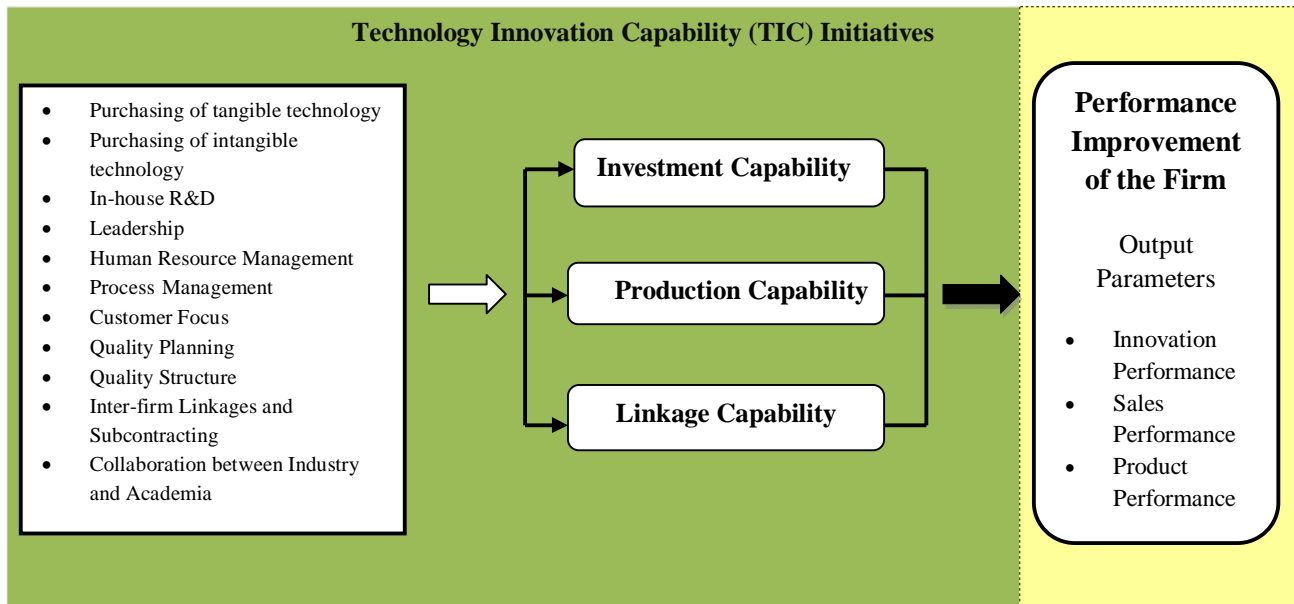 Technology Innovation Capability (TIC) Initiatives
• Purchasing of tangible technology
• Purchasing of intangible
technology
• In-house R&D
• Leadership
• Human Resource Management
• Process Management
• Customer Focus
• Quality Planning
• Quality Structure
• Inter-firm Linkages and
Subcontracting
• Collaboration between Industry
and Academia
Investment Capability
Production Capability
Linkage Capability
Performance
Improvement
of the Firm
Output
Parameters
• Innovation
Performance
• Sales
Performance
• Product
Performance